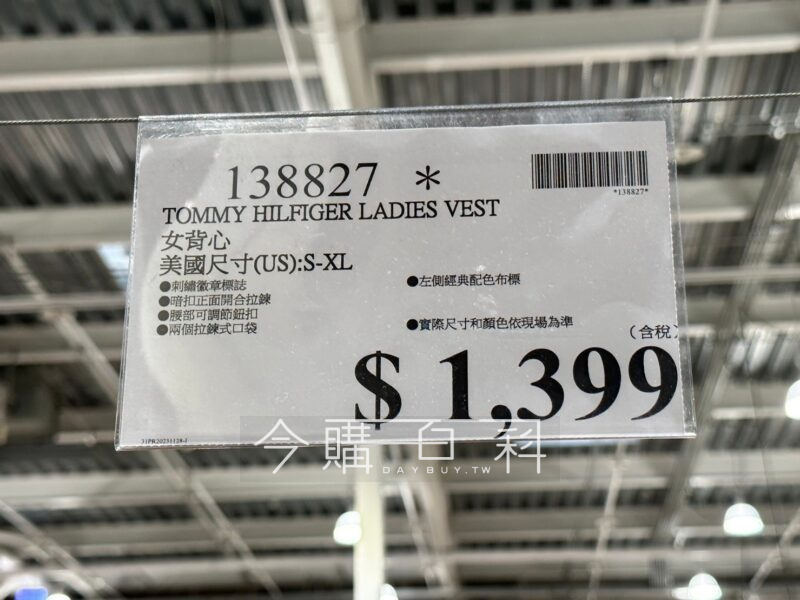 138827 *
*138827*
TOMMY HILFIGER LADIES VEST
女背心
美國尺寸(US):S-XL
●刺繡徽章標誌
●暗扣正面開合拉鍊
●腰部可調節鈕扣
●兩個拉鍊式口袋
●左側經典配色布標
●實際尺寸和顏色依現場為準
(含稅)
$ 1,399
21PB20231128-J
今購百科
DAYBUY.TW